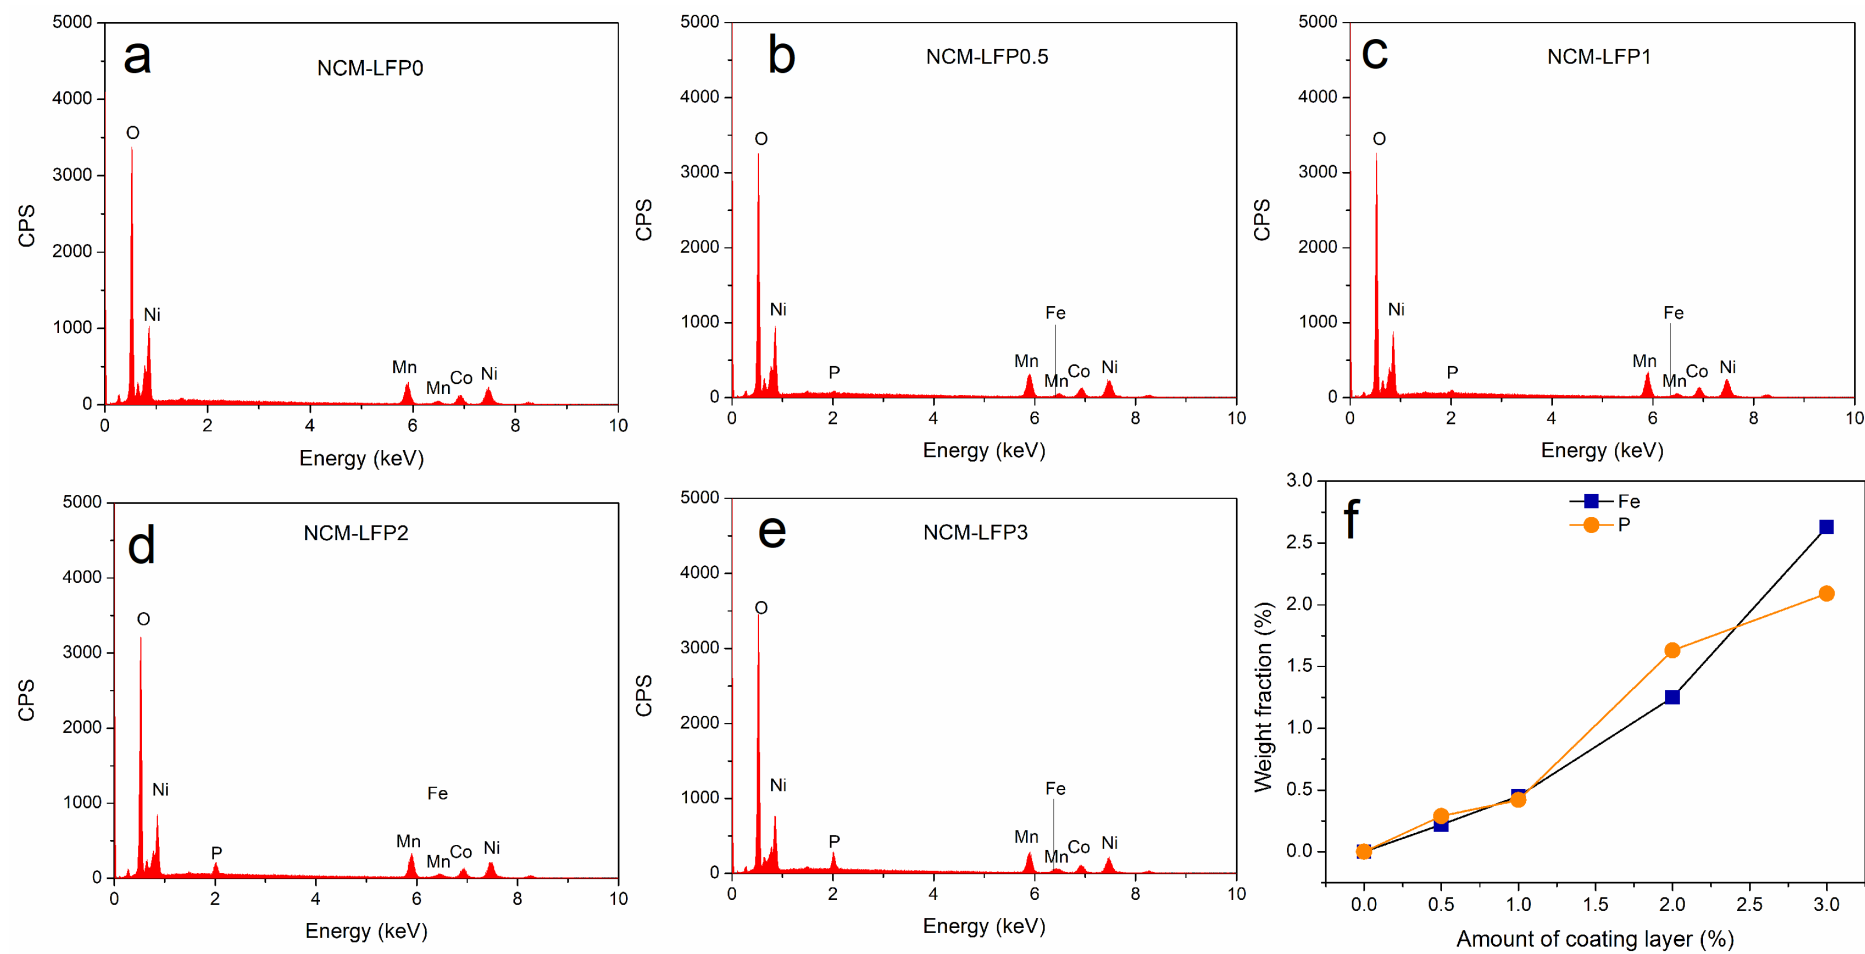 a
NCM-LFP0
5000
4000
3000
2000
1000
0
CPS
O
Ni
Mn
Mn
Co
Ni
0 2 4 6 8 10
Energy (keV)
b
NCM-LFP0.5
5000
4000
3000
2000
1000
0
CPS
O
Ni
P
Fe
Mn
Mn
Co
Ni
0 2 4 6 8 10
Energy (keV)
c
NCM-LFP1
5000
4000
3000
2000
1000
0
CPS
O
Ni
P
Fe
Mn
Mn
Co
Ni
0 2 4 6 8 10
Energy (keV)
d
NCM-LFP2
5000
4000
3000
2000
1000
0
CPS
O
Ni
P
Fe
Mn
Mn
Co
Ni
0 2 4 6 8 10
Energy (keV)
e
NCM-LFP3
5000
4000
3000
2000
1000
0
CPS
O
Ni
P
Fe
Mn
Mn
Co
Ni
0 2 4 6 8 10
Energy (keV)
f
Fe
P
3.0
2.5
2.0
1.5
1.0
0.5
0.0
Weight fraction (%)
0.0 0.5 1.0 2.0 2.5 3.0
Amount of coating layer (%)